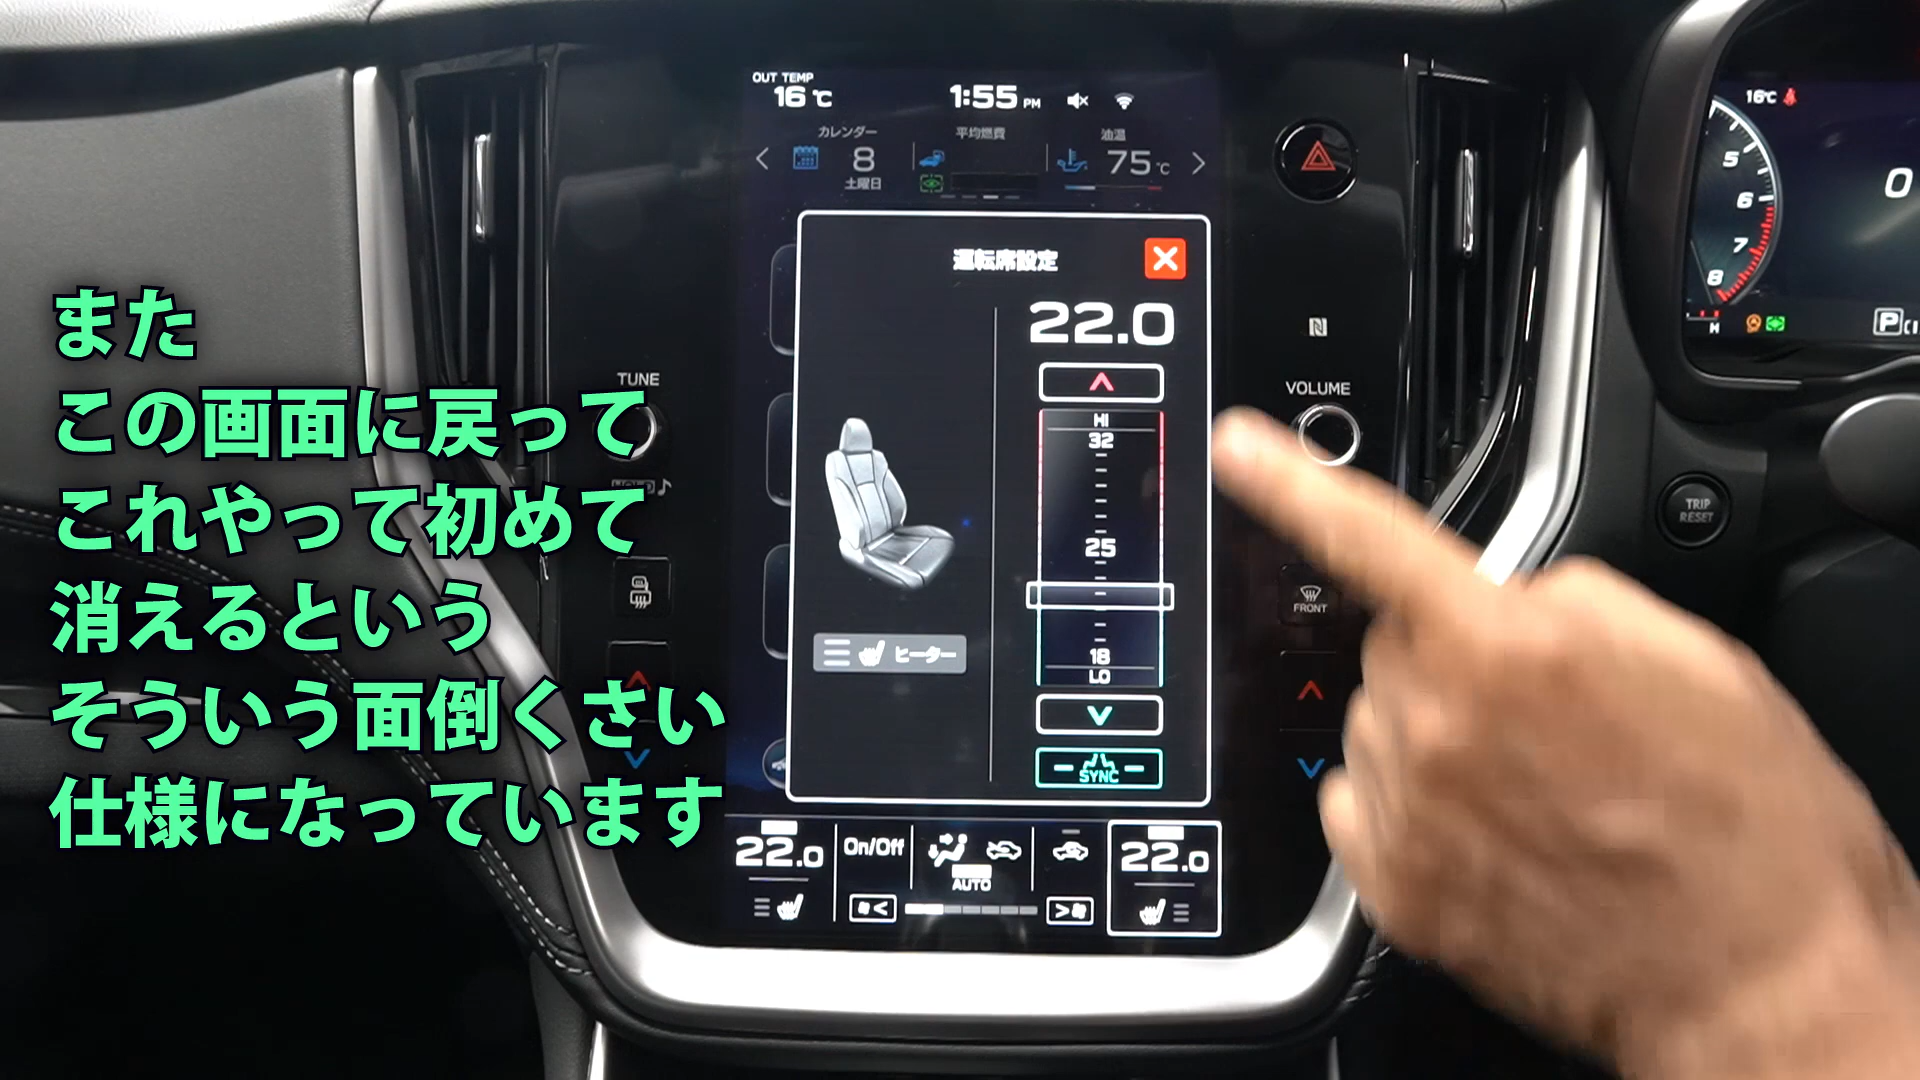 OUT TEMP
16℃
1:55 PM
カレンダー
8
土曜日
平均燃費
油温
75℃
運転席設定
22.0
HI
32
25
18
LO
SYNC
ヒーター
22.0
On/Off
AUTO
22.0
TUNE
VOLUME
FRONT
TRIP
RESET
16℃
5
6
7
8
H
0
P
また
この画面に戻って
これやって初めて
消えるという
そういう面倒くさい
仕様になっています